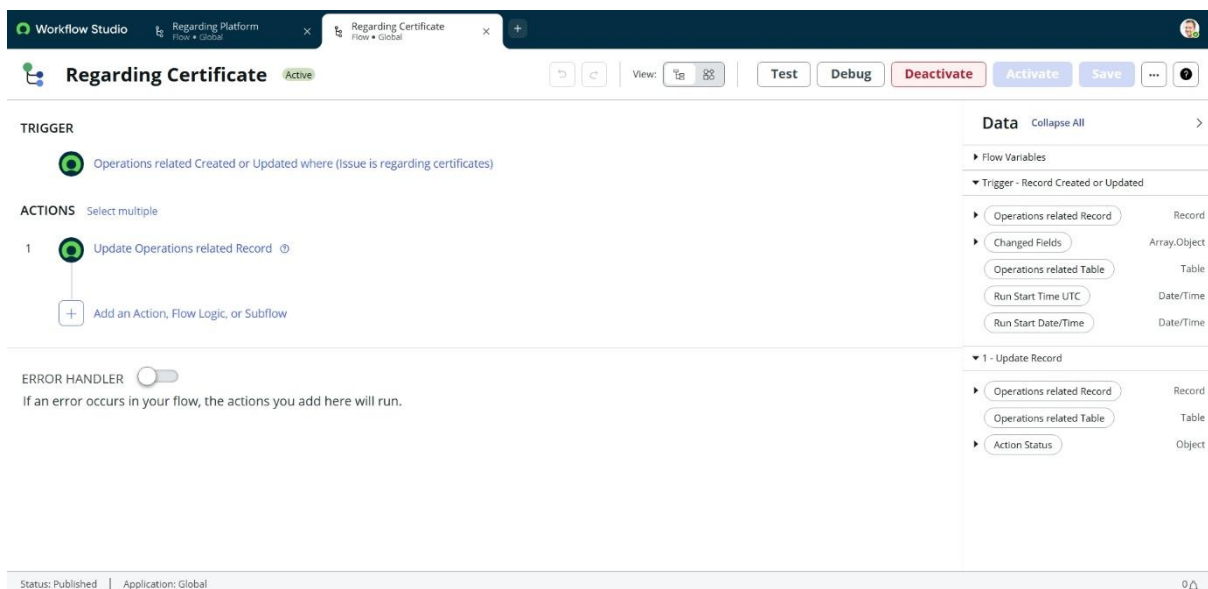 Workflow Studio
Regarding Platform
Flow • Global
Regarding Certificate
Flow • Global
Regarding Certificate Active
View:
Test Debug Deactivate Activate Save
TRIGGER
Operations related Created or Updated where (Issue is regarding certificates)
ACTIONS Select multiple
1 Update Operations related Record
Add an Action, Flow Logic, or Subflow
ERROR HANDLER
If an error occurs in your flow, the actions you add here will run.
Data Collapse All
Flow Variables
Trigger - Record Created or Updated
Operations related Record Record
Changed Fields Array.Object
Operations related Table Table
Run Start Time UTC Date/Time
Run Start Date/Time Date/Time
1 - Update Record
Operations related Record Record
Operations related Table Table
Action Status Object
Status: Published | Application: Global
0